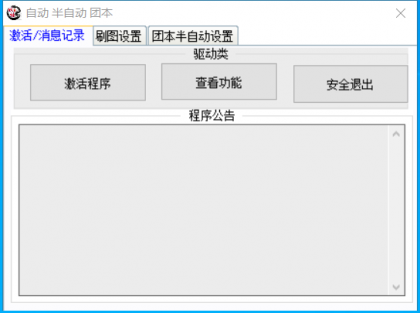 自动 半自动 团本
激活/消息记录 刷图设置 团本半自动设置
驱动类
激活程序 查看功能 安全退出
程序公告